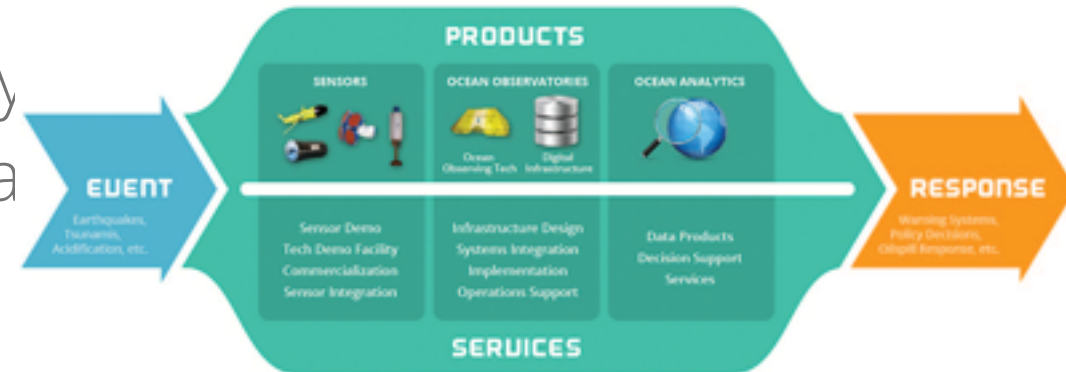 y
a
EVENT
Earthquakes,
Tsunamis,
Acidification, etc.
PRODUCTS
SENSORS
OCEAN OBSERVATORIES
Ocean
Observing Tech
Digital
Infrastructure
OCEAN ANALYTICS
Sensor Demo
Tech Demo Facility
Commercialization
Sensor Integration
Infrastructure Design
Systems Integration
Implementation
Operations Support
Data Products
Decision Support
Services
SERVICES
RESPONSE
Warning Systems,
Policy Decisions,
Oilspill Response, etc.